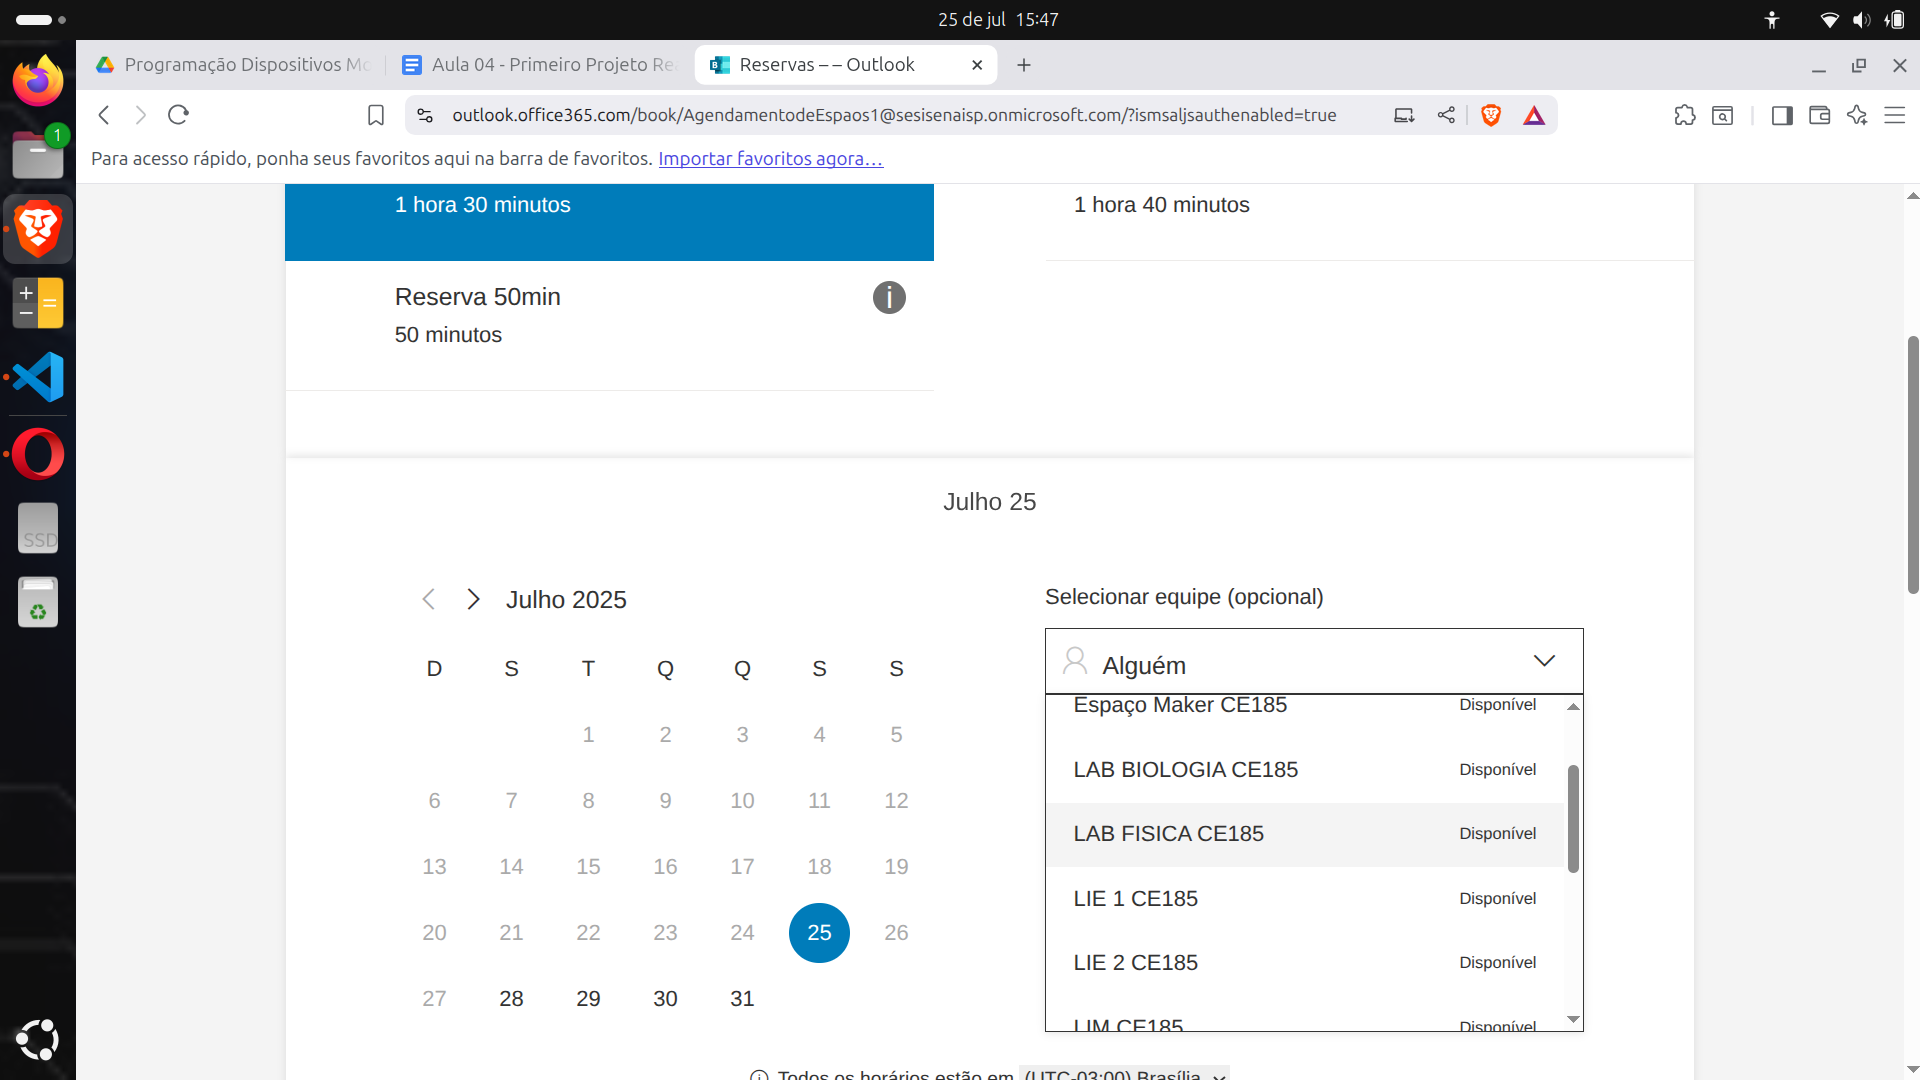 25 de jul 15:47
Programação Dispositivos Mo
Aula 04 - Primeiro Projeto Re
Reservas – – Outlook
outlook.office365.com/book/AgendamentodeEspaos1@sesisenaisp.onmicrosoft.com/?ismsaljsauthenabled=true
Para acesso rápido, ponha seus favoritos aqui na barra de favoritos. Importar favoritos agora…
1
1 hora 30 minutos
1 hora 40 minutos
Reserva 50min
50 minutos
SSD
Julho 25
Julho 2025
D S T Q Q S S
1 2 3 4 5
6 7 8 9 10 11 12
13 14 15 16 17 18 19
20 21 22 23 24 25 26
27 28 29 30 31
Selecionar equipe (opcional)
Alguém
Espaço Maker CE185 Disponível
LAB BIOLOGIA CE185 Disponível
LAB FISICA CE185 Disponível
LIE 1 CE185 Disponível
LIE 2 CE185 Disponível
LIM CE185 Disponível
Todos os horários estão em (UTC-03:00) Brasília